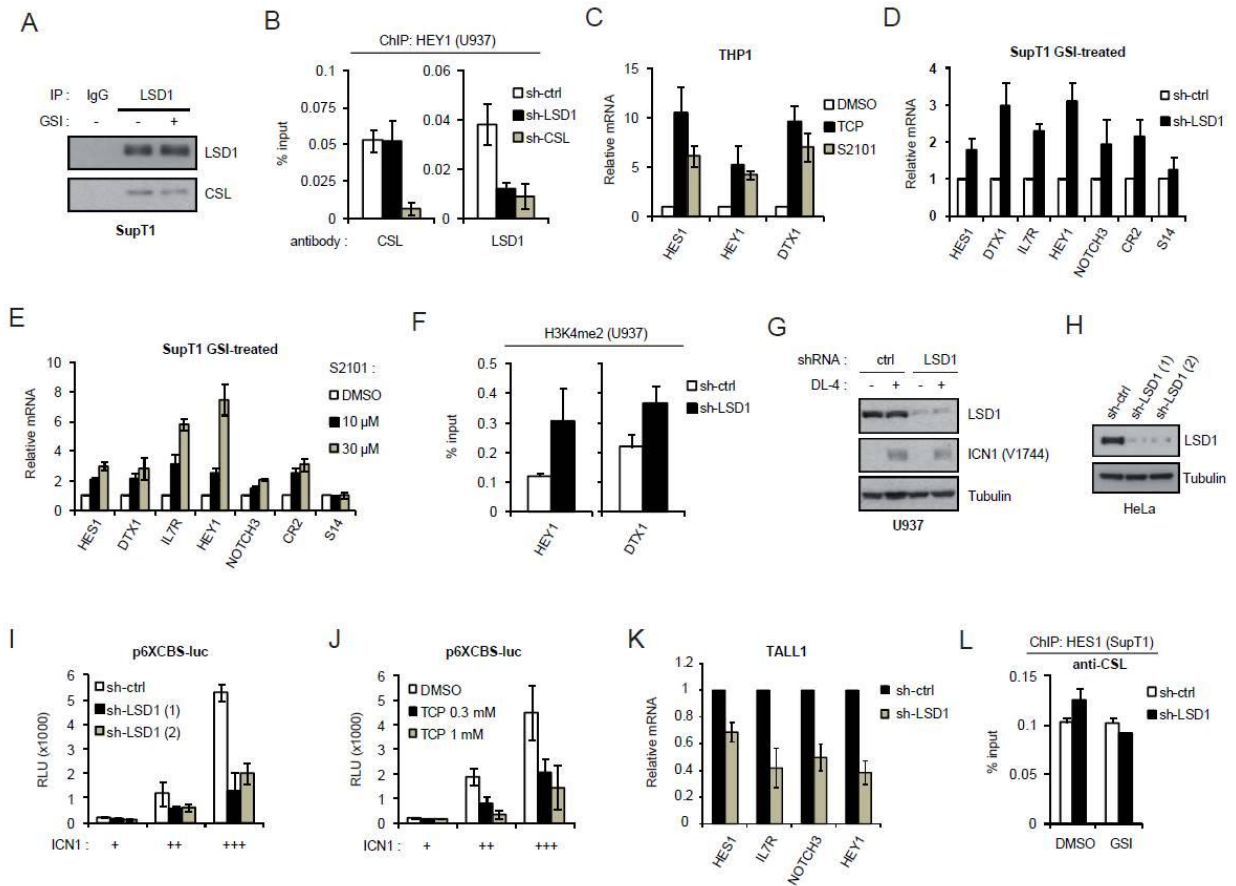 A
IP : IgG LSD1
GSI : - - +
LSD1
CSL
SupT1
B
ChIP: HEY1 (U937)
0.1
0.075
0.05
0.025
0
% input
0.06
0.04
0.02
0.00
sh-ctrl
sh-LSD1
sh-CSL
antibody : CSL LSD1
C
THP1
15
10
5
0
Relative mRNA
DMSO
TCP
S2101
HES1 HEY1 DTX1
D
SupT1 GSI-treated
4
3
2
1
0
Relative mRNA
sh-ctrl
sh-LSD1
HES1 DTX1 IL7R HEY1 NOTCH3 CR2 S14
E
SupT1 GSI-treated
10
8
6
4
2
0
Relative mRNA
S2101 :
DMSO
10 µM
30 µM
HES1 DTX1 IL7R HEY1 NOTCH3 CR2 S14
F
H3K4me2 (U937)
0.5
0.4
0.3
0.2
0.1
0
% input
sh-ctrl
sh-LSD1
HEY1 DTX1
G
shRNA : ctrl LSD1
DL-4 : - + - +
LSD1
ICN1 (V1744)
Tubulin
U937
H
sh-ctrl sh-LSD1 (1) sh-LSD1 (2)
LSD1
Tubulin
HeLa
I
p6XCBS-luc
6
5
4
3
2
1
0
RLU (x1000)
sh-ctrl
sh-LSD1 (1)
sh-LSD1 (2)
ICN1 : + ++ +++
J
p6XCBS-luc
6
5
4
3
2
1
0
RLU (x1000)
DMSO
TCP 0.3 mM
TCP 1 mM
ICN1 : + ++ +++
K
TALL1
1.2
1
0.8
0.6
0.4
0.2
0
Relative mRNA
sh-ctrl
sh-LSD1
HES1 IL7R NOTCH3 HEY1
L
ChIP: HES1 (SupT1)
anti-CSL
0.15
0.1
0.05
0
% input
sh-ctrl
sh-LSD1
DMSO GSI